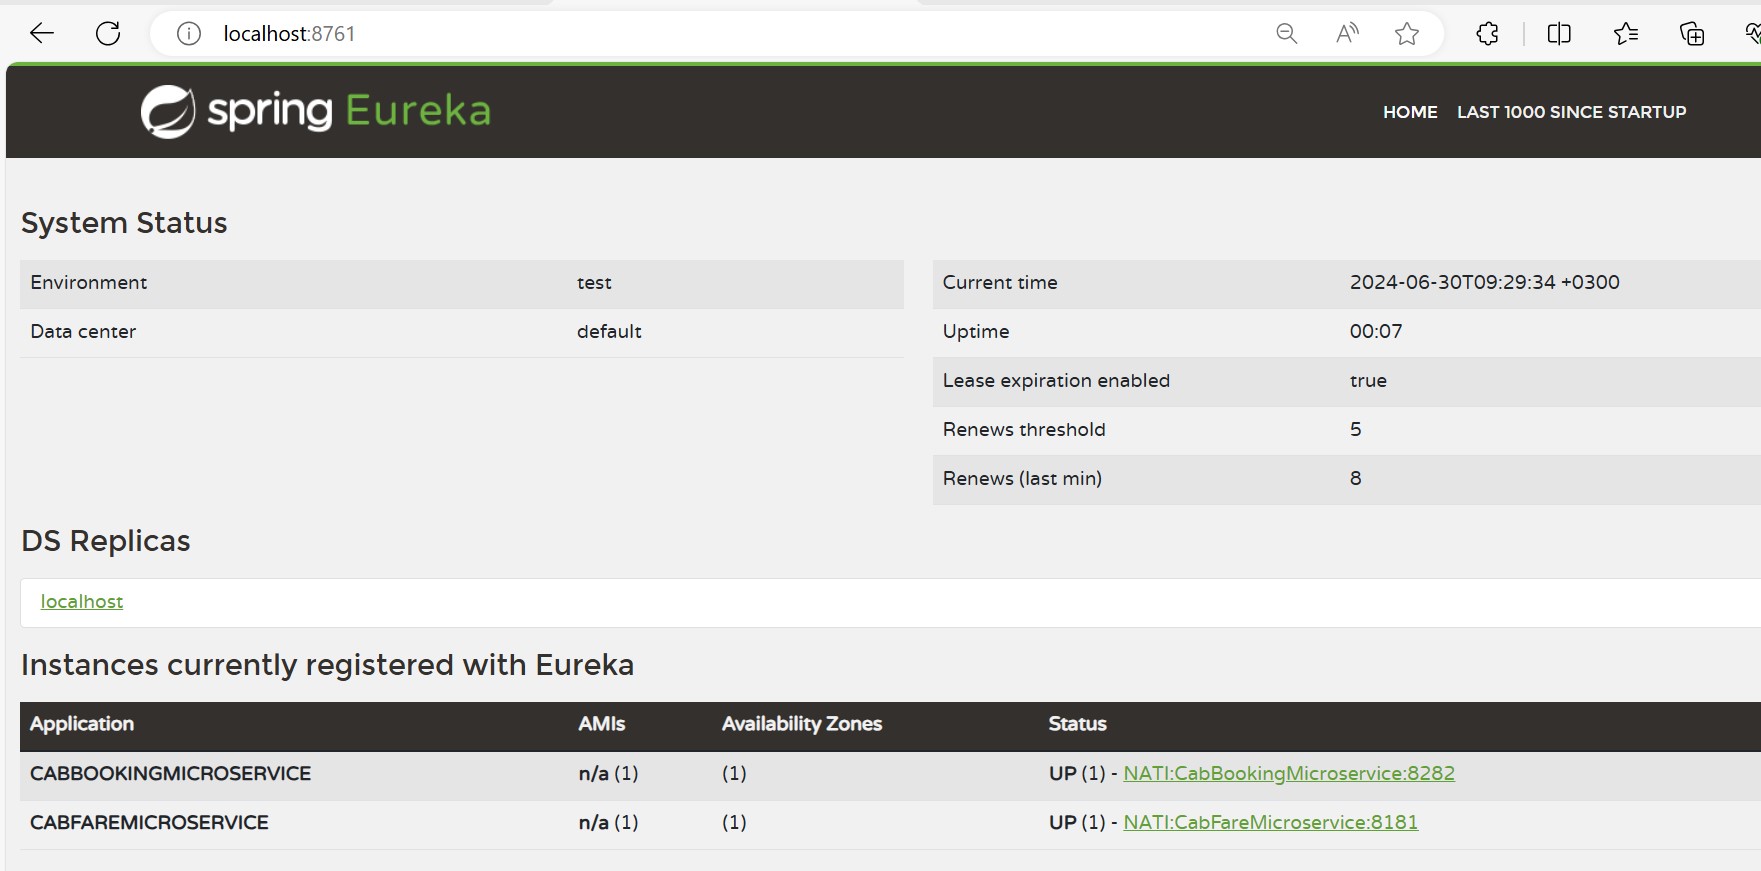 localhost:8761
spring Eureka
HOME LAST 1000 SINCE STARTUP
System Status
Environment test
Data center default
Current time 2024-06-30T09:29:34 +0300
Uptime 00:07
Lease expiration enabled true
Renews threshold 5
Renews (last min) 8
DS Replicas
localhost
Instances currently registered with Eureka
Application AMIs Availability Zones Status
CABBOOKINGMICROSERVICE n/a (1) (1) UP (1) - NATI:CabBookingMicroservice:8282
CABFAREMICROSERVICE n/a (1) (1) UP (1) - NATI:CabFareMicroservice:8181